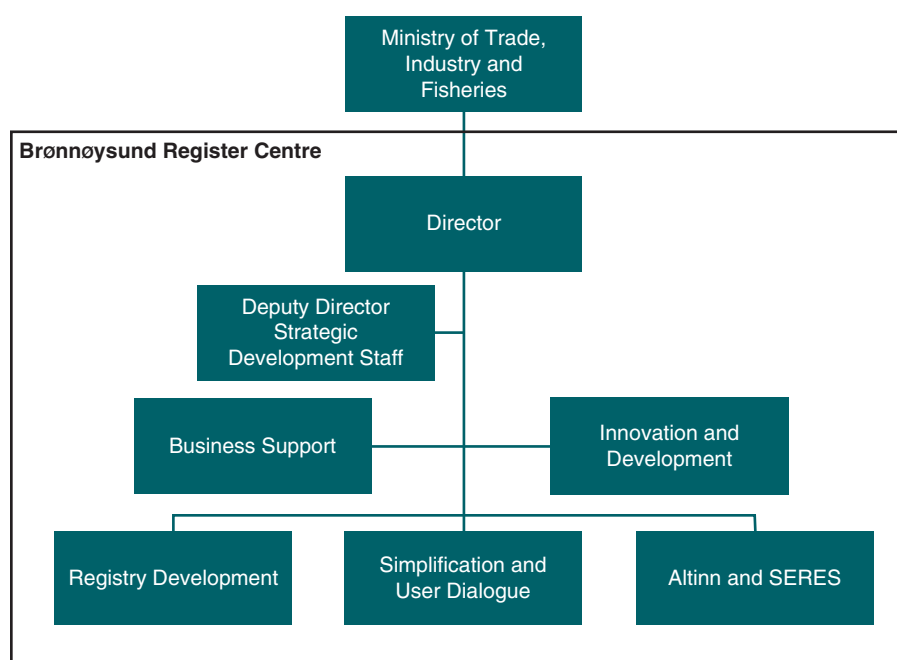 Ministry of Trade,
Industry and
Fisheries
Brønnøysund Register Centre
Director
Deputy Director
Strategic
Development Staff
Business Support
Innovation and
Development
Registry Development
Simplification and
User Dialogue
Altinn and SERES